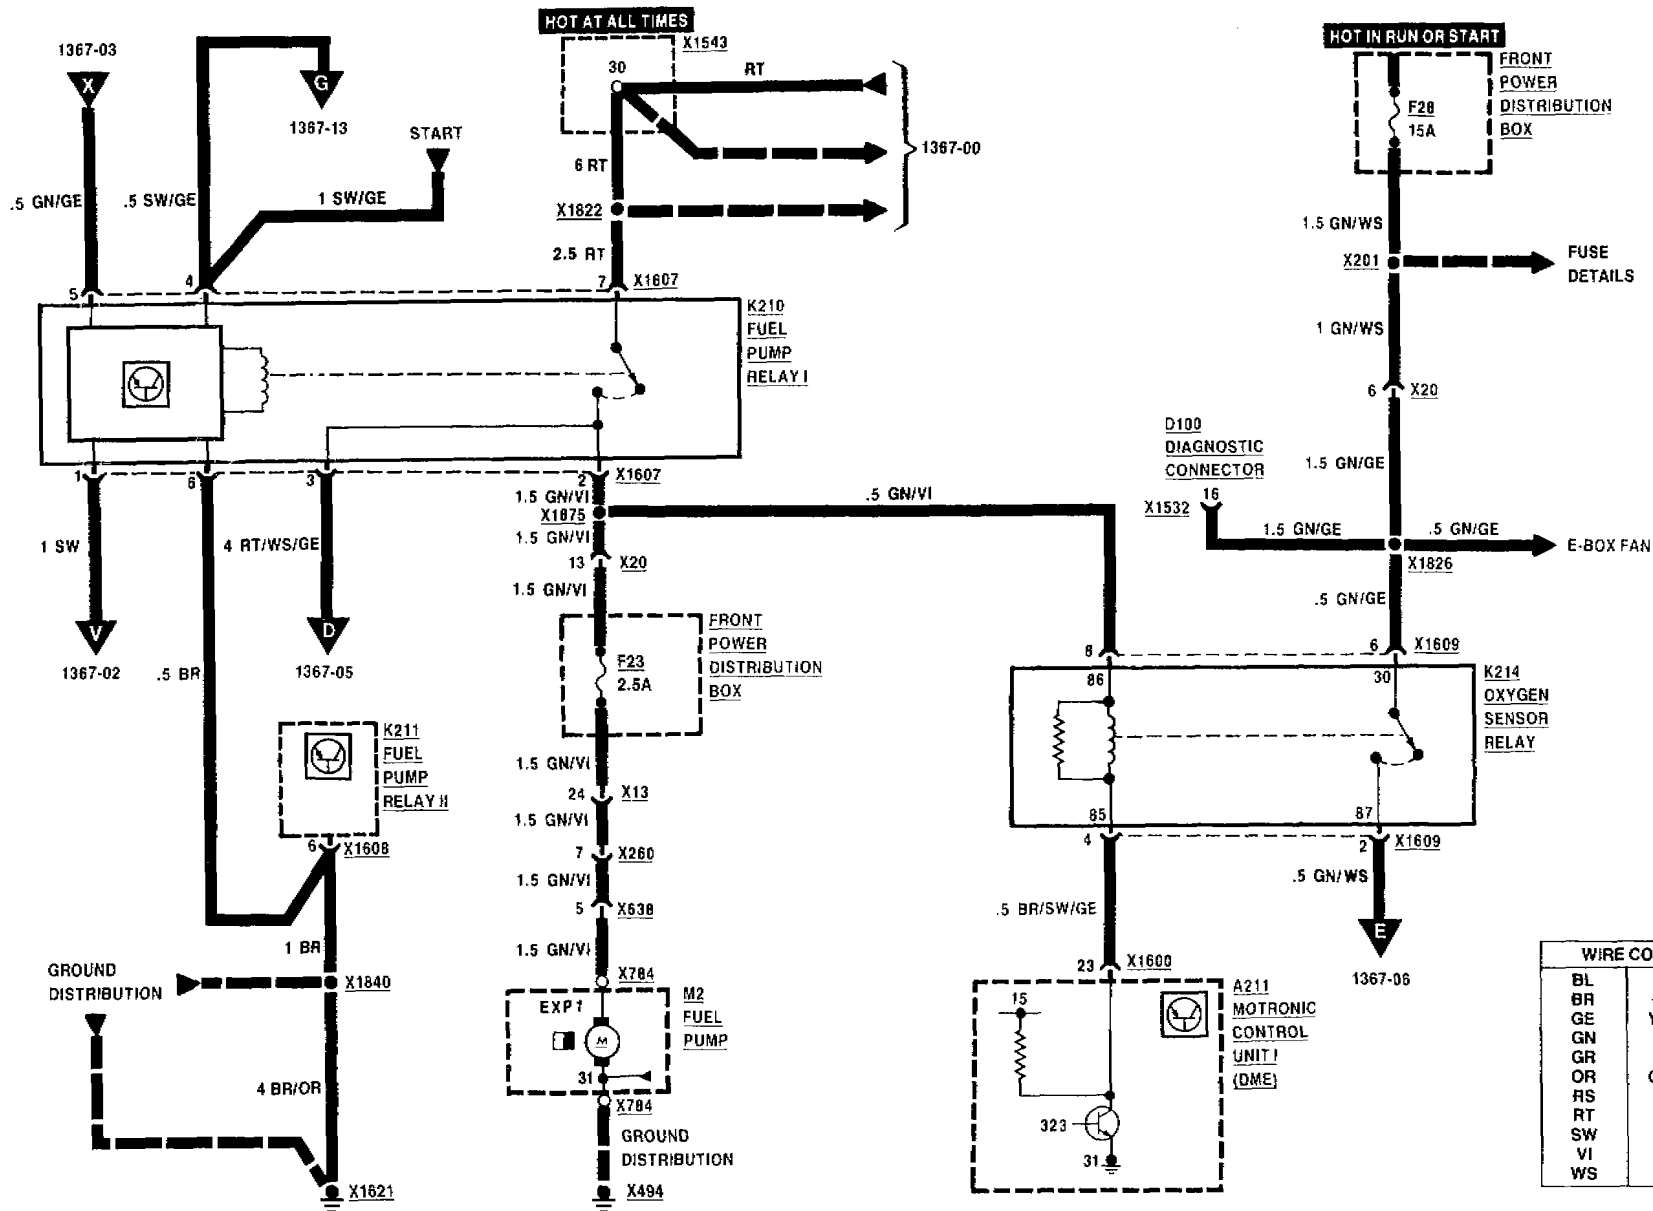 HOT AT ALL TIMES
HOT IN RUN OR START
1367-03
X
G
1367-13
START
.5 GN/GE
.5 SW/GE
1 SW/GE
X1543
30
RT
6 RT
1367-00
X1822
2.5 RT
FRONT
POWER
DISTRIBUTION
BOX
F28
15A
1.5 GN/WS
X201
FUSE
DETAILS
1 GN/WS
6
X20
5
4
7
X1607
K210
FUEL
PUMP
RELAY I
1
6
3
2
X1607
D100
DIAGNOSTIC
CONNECTOR
16
X1532
1.5 GN/GE
1.5 GN/GE
.5 GN/GE
E-BOX FAN
X1826
.5 GN/GE
1 SW
V
1367-02
.5 BR
4 RT/WS/GE
D
1367-05
1.5 GN/VI
X1875
1.5 GN/VI
.5 GN/VI
13
X20
1.5 GN/VI
FRONT
POWER
DISTRIBUTION
BOX
F23
2.5A
K211
FUEL
PUMP
RELAY II
6
X1608
1 BR
GROUND
DISTRIBUTION
X1840
4 BR/OR
X1621
1.5 GN/VI
24
X13
1.5 GN/VI
7
X260
1.5 GN/VI
5
X638
1.5 GN/VI
X784
M2
FUEL
PUMP
M
31
X784
GROUND
DISTRIBUTION
X494
8
6
X1609
86
30
K214
OXYGEN
SENSOR
RELAY
85
87
4
2
X1609
.5 GN/WS
E
1367-06
.5 BR/SW/GE
23
X1600
15
A211
MOTRONIC
CONTROL
UNIT I
(DME)
323
31
WIRE CO
BL
BR
GE
GN
GR
OR
RS
RT
SW
VI
WS